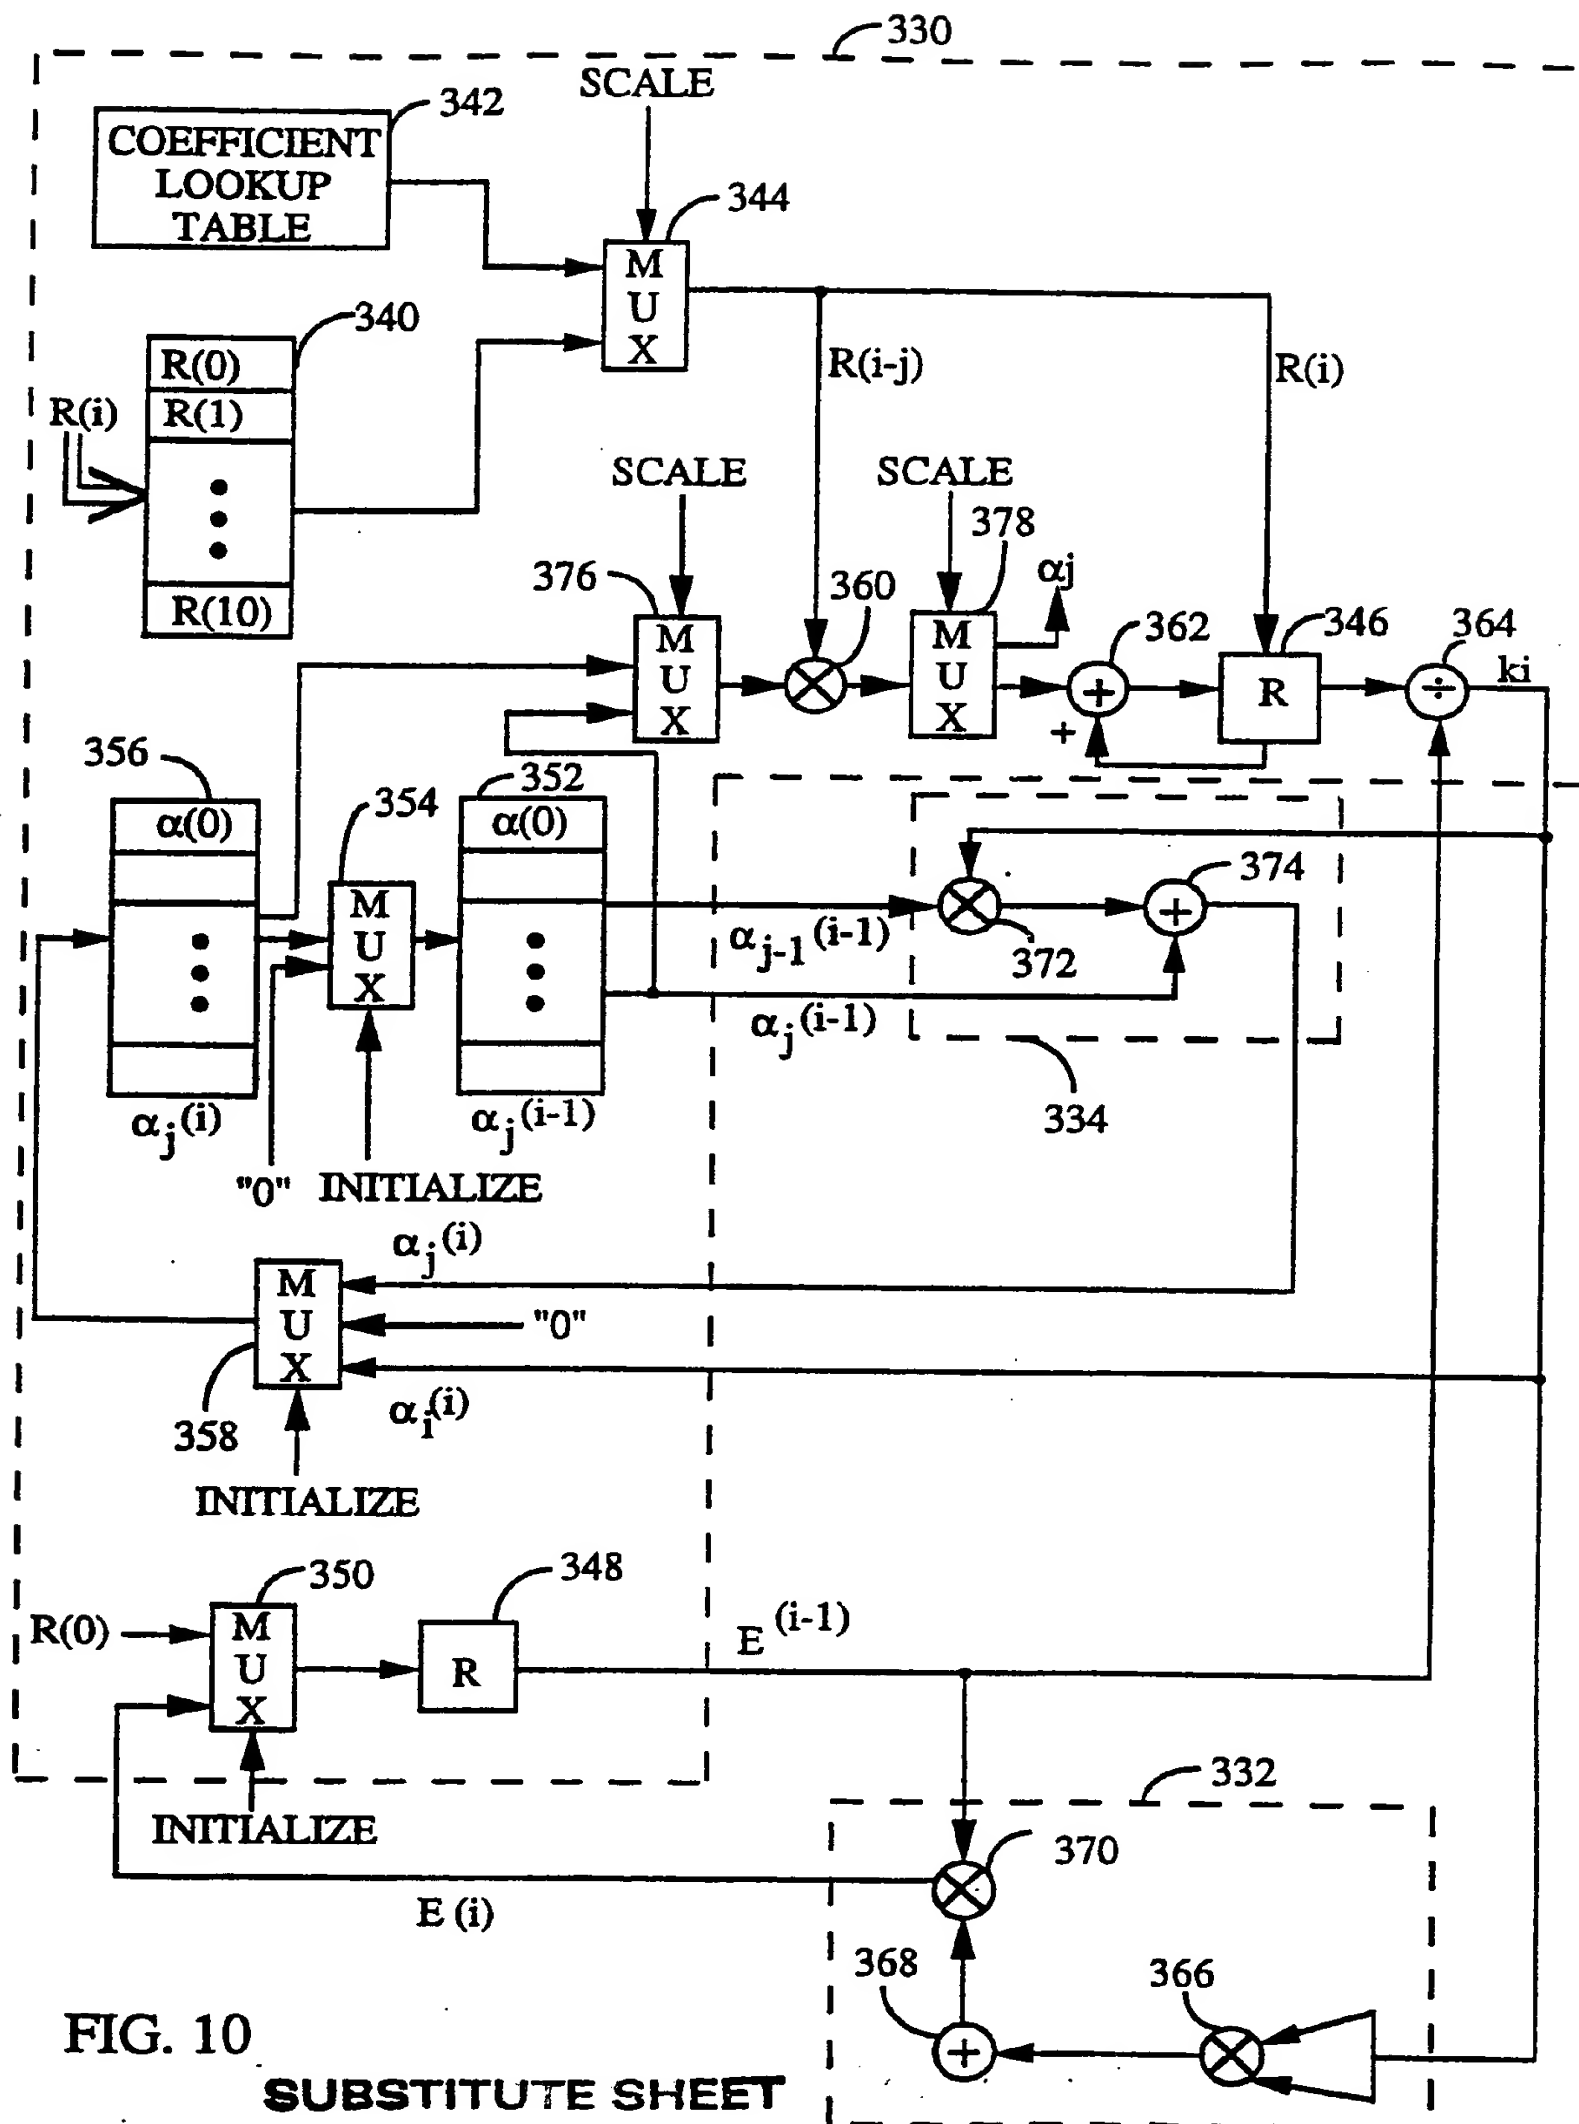 330
SCALE
342
COEFFICIENT
LOOKUP
TABLE
344
M
U
X
340
R(0)
R(1)
R(10)
R(i)
R(i-j)
R(i)
SCALE
SCALE
376
M
U
X
360
378
M
U
X
αj
362
+
+
346
R
364
÷
ki
356
α(0)
αj(i)
354
M
U
X
"0"
INITIALIZE
352
α(0)
αj(i-1)
αj-1(i-1)
αj(i-1)
372
374
+
334
αj(i)
M
U
X
"0"
αi(i)
358
INITIALIZE
350
R(0)
M
U
X
348
R
E(i-1)
INITIALIZE
332
370
E (i)
368
+
366
FIG. 10
SUBSTITUTE SHEET